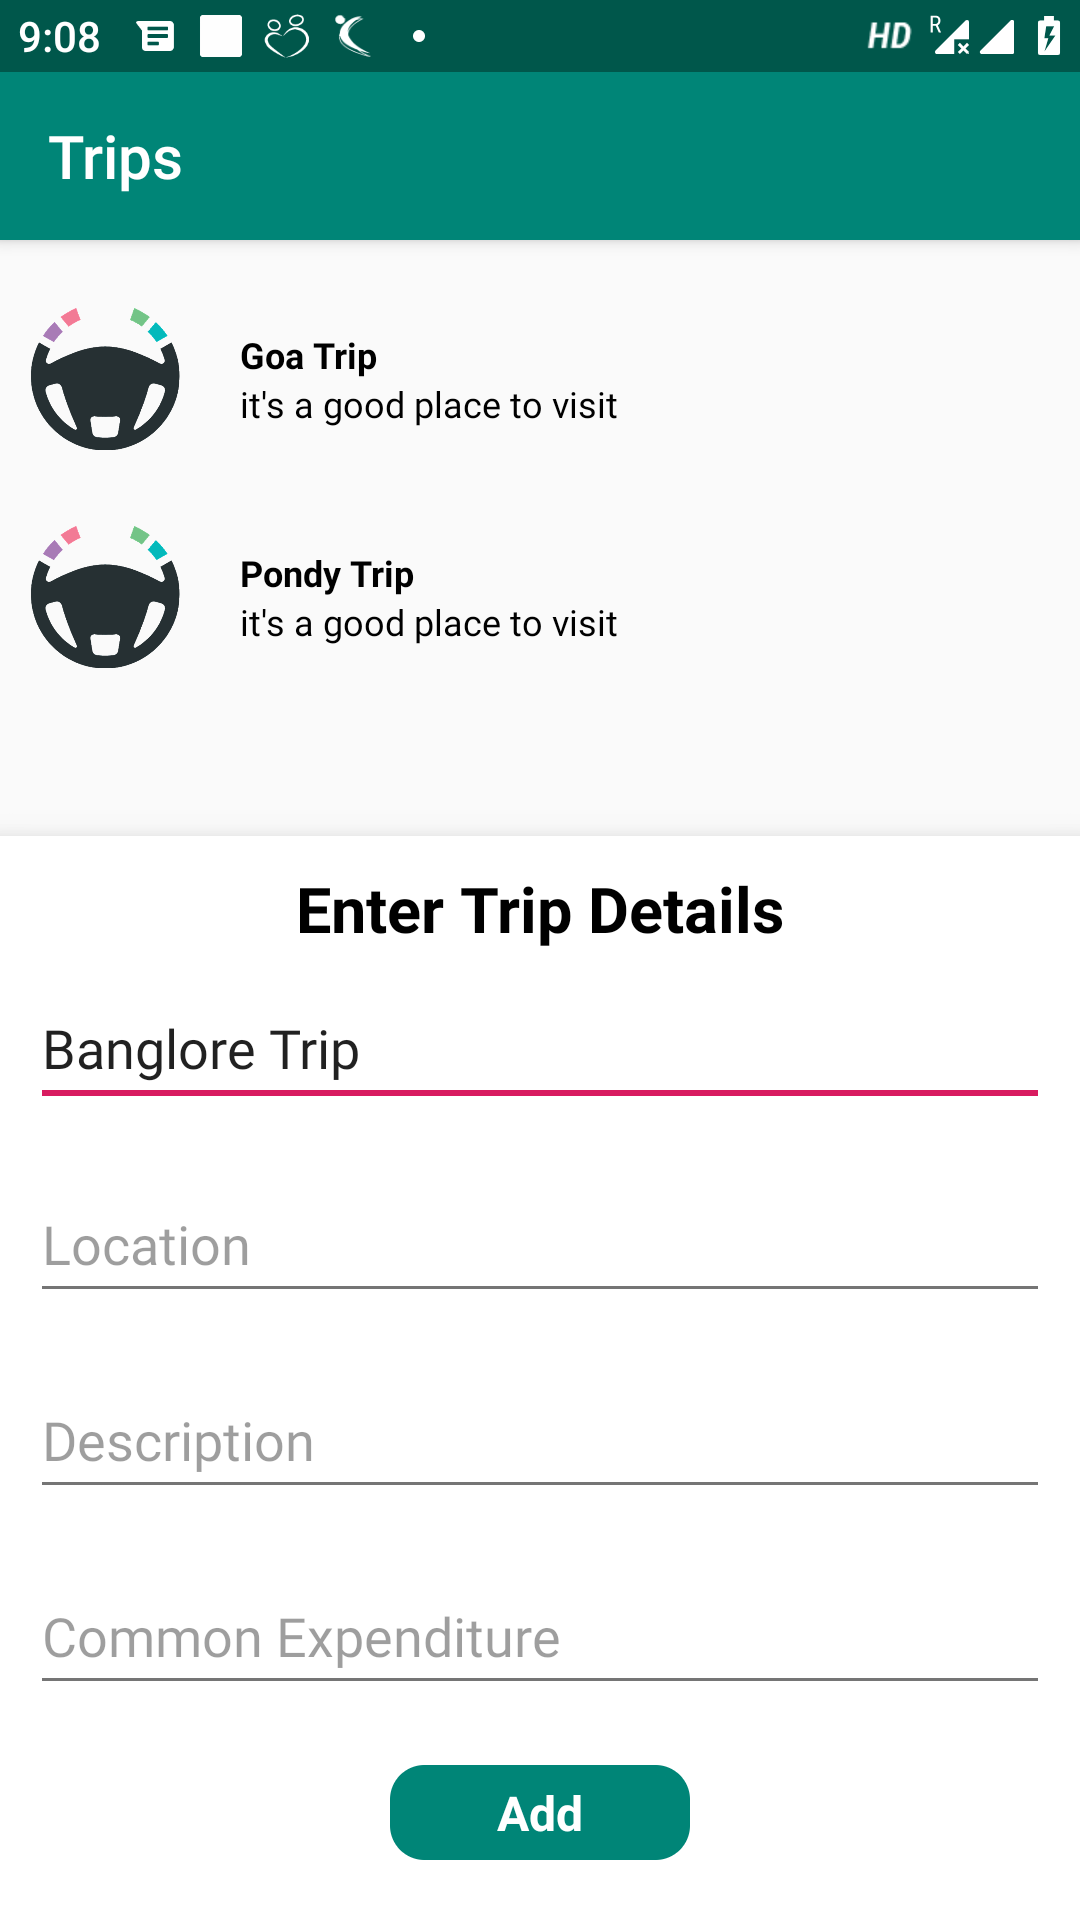 9:08 HD R
Trips
Goa Trip
it's a good place to visit
Pondy Trip
it's a good place to visit
Enter Trip Details
Banglore Trip
Location
Description
Common Expenditure
Add